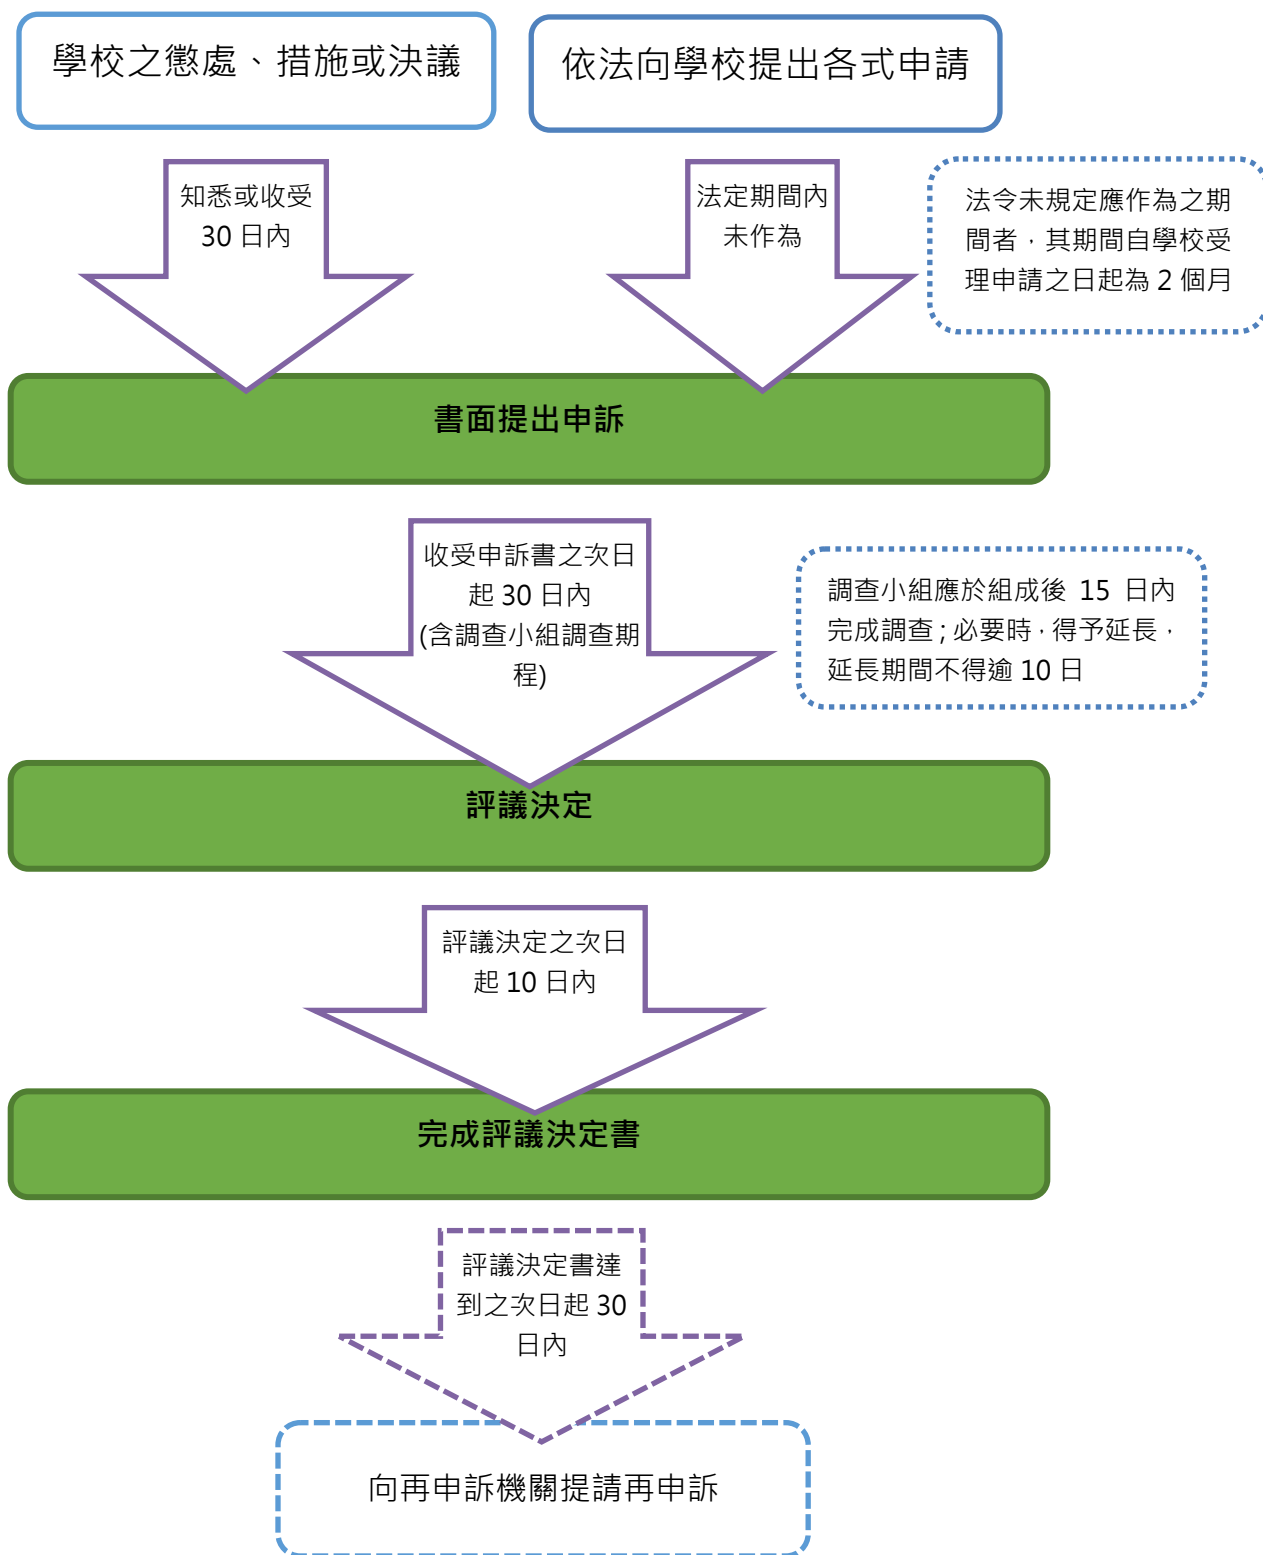 學校之懲處、措施或決議
依法向學校提出各式申請
知悉或收受
30 日內
法定期間內
未作為
法令未規定應作為之期
間者，其期間自學校受
理申請之日起為 2 個月
書面提出申訴
收受申訴書之次日
起 30 日內
(含調查小組調查期
程)
調查小組應於組成後 15 日內
完成調查；必要時，得予延長，
延長期間不得逾 10 日
評議決定
評議決定之次日
起 10 日內
完成評議決定書
評議決定書達
到之次日起 30
日內
向再申訴機關提請再申訴